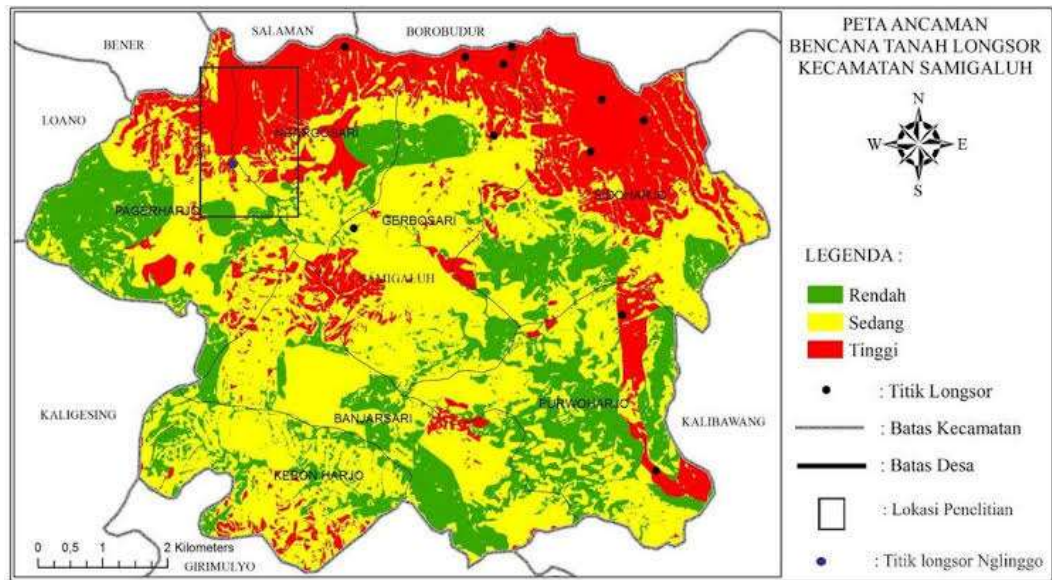 PETA ANCAMAN
BENCANA TANAH LONGSOR
KECAMATAN SAMIGALUH
N
W
E
S
LEGENDA :
Rendah
Sedang
Tinggi
: Titik Longsor
: Batas Kecamatan
: Batas Desa
: Lokasi Penelitian
: Titik longsor Nglinggo
BENER
SALAMAN
BOROBUDUR
LOANO
NGARGOSARI
PAGERHARJO
GERBOSARI
SIDOHARJO
SAMIGALUH
KALIGESING
BANJARSARI
PURWOHARJO
KALIBAWANG
KEBON HARJO
0 0,5 1 2 Kilometers
GIRIMULYO